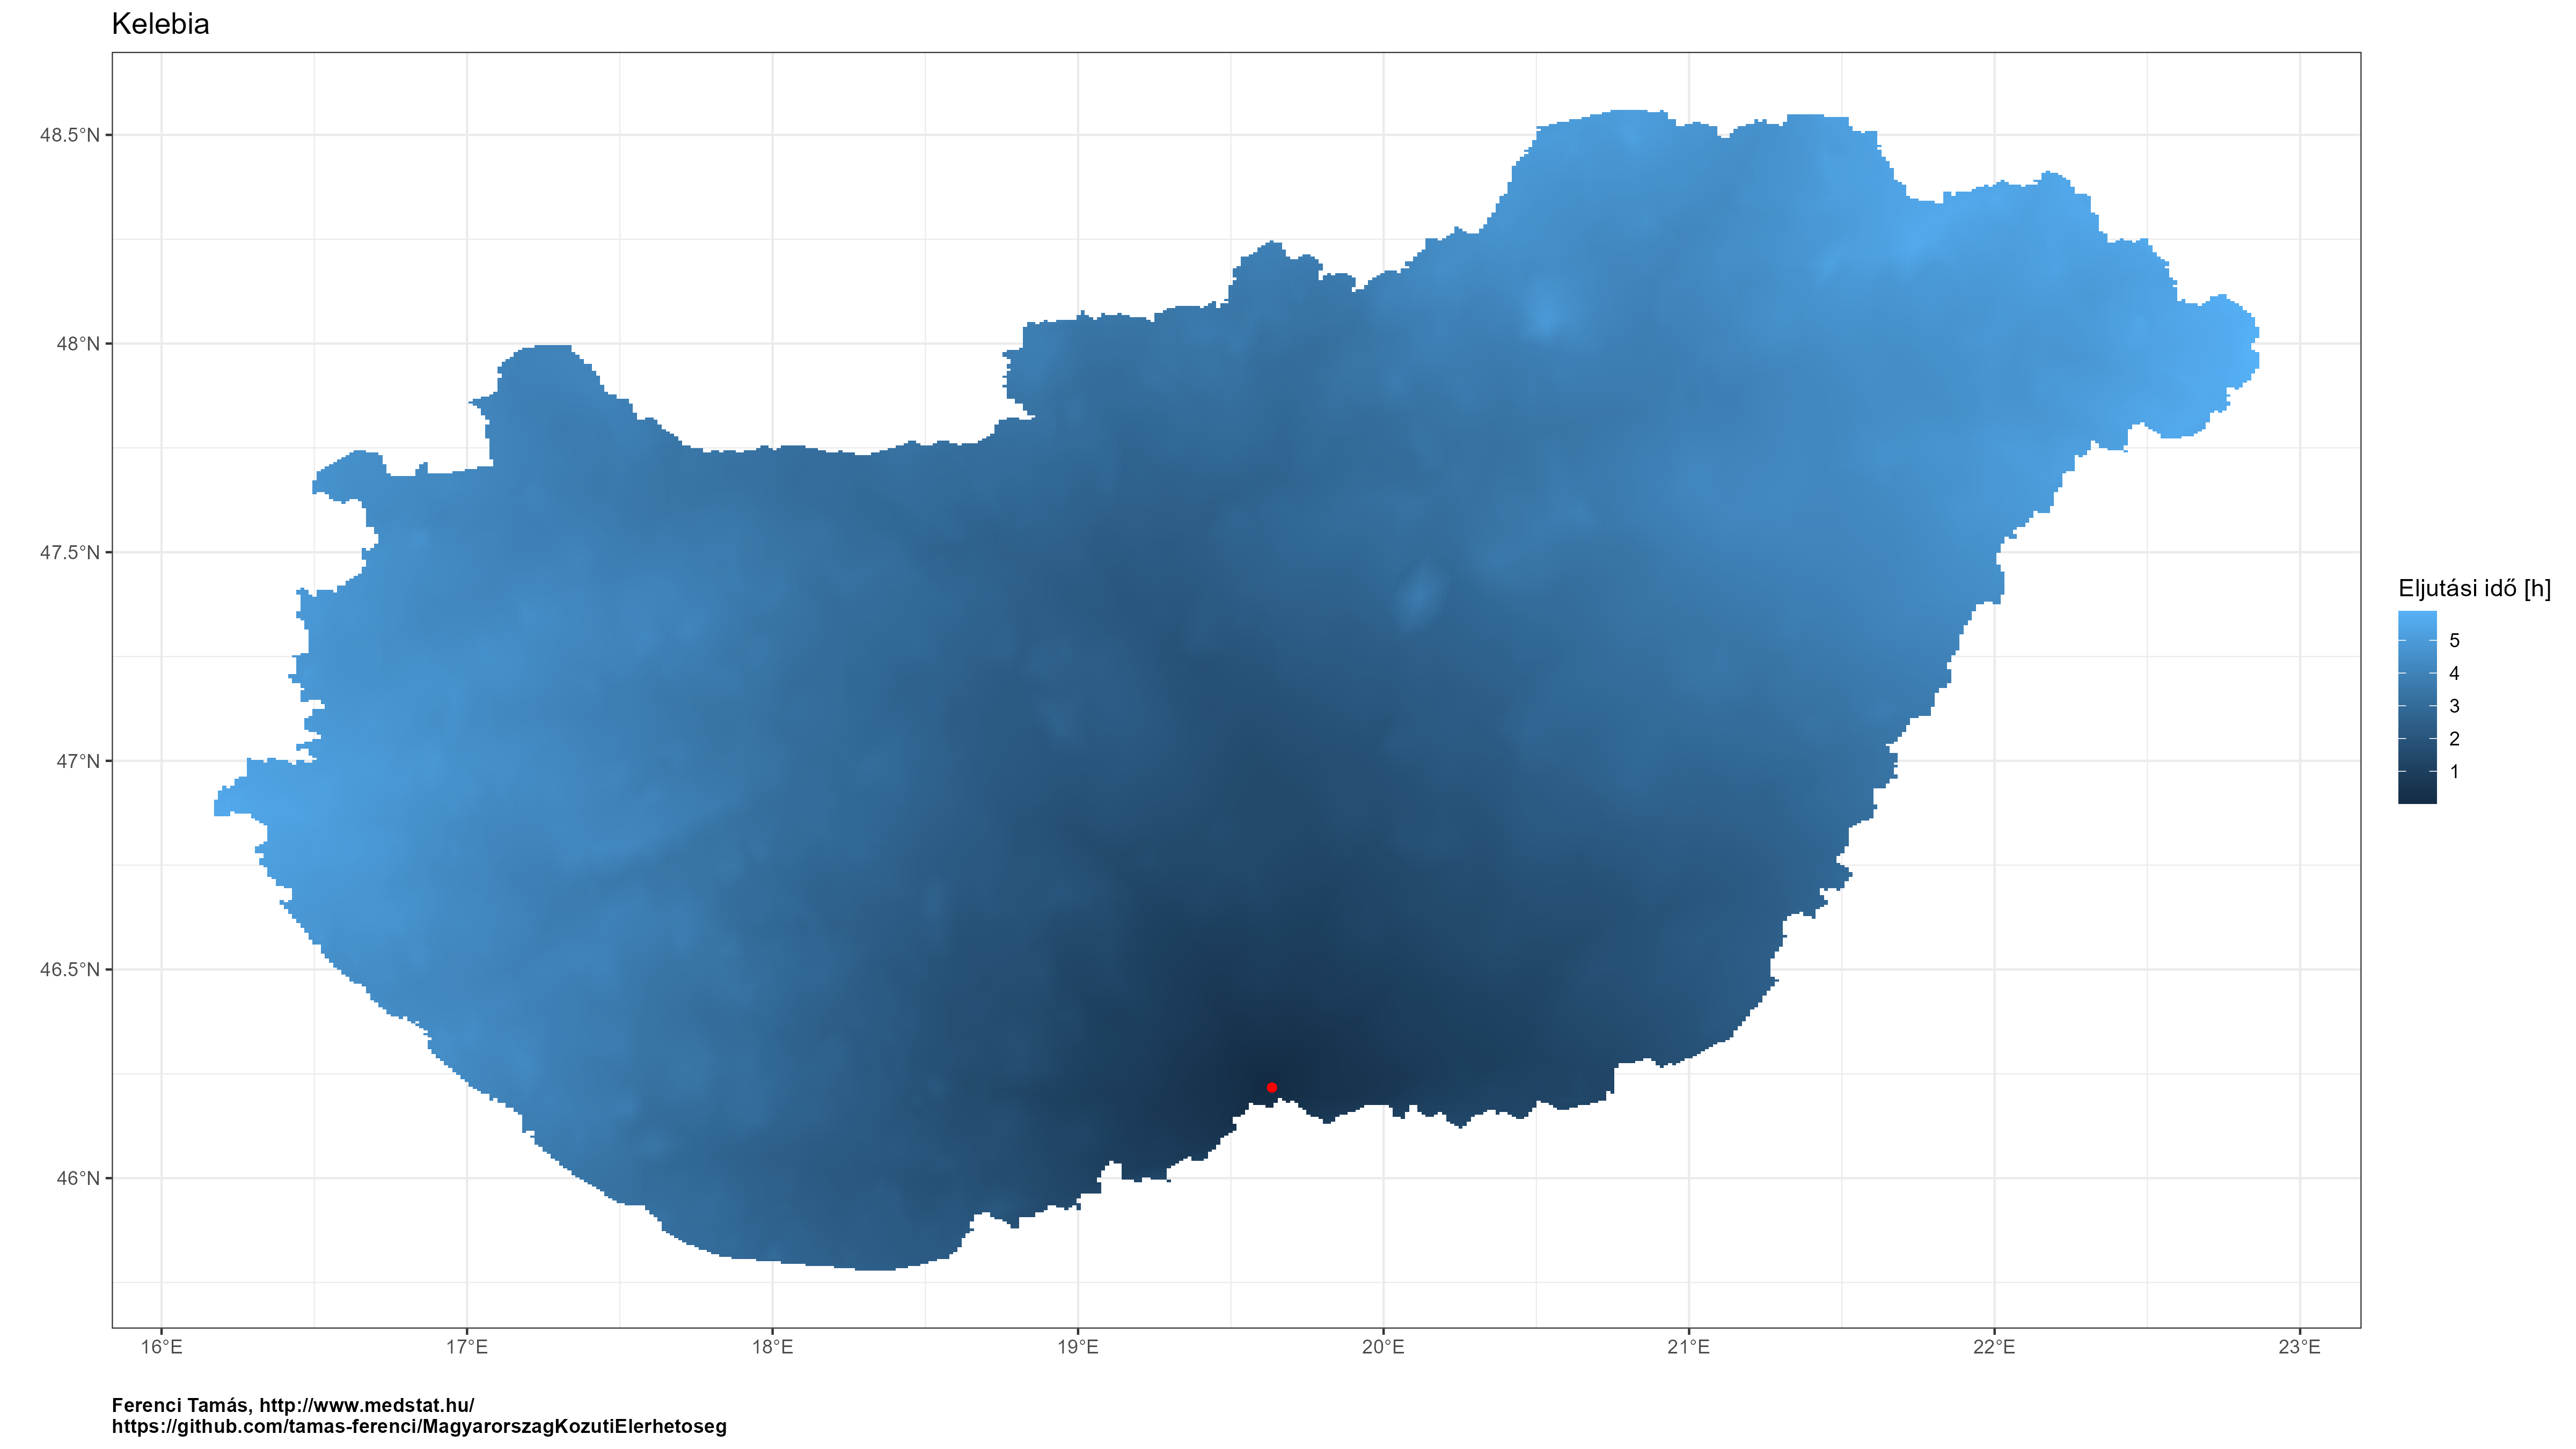 Kelebia
48.5°N
48°N
47.5°N
47°N
46.5°N
46°N
16°E
17°E
18°E
19°E
20°E
21°E
22°E
23°E
Eljutási idő [h]
5
4
3
2
1
Ferenci Tamás, http://www.medstat.hu/
https://github.com/tamas-ferenci/MagyarorszagKozutiElerhetoseg